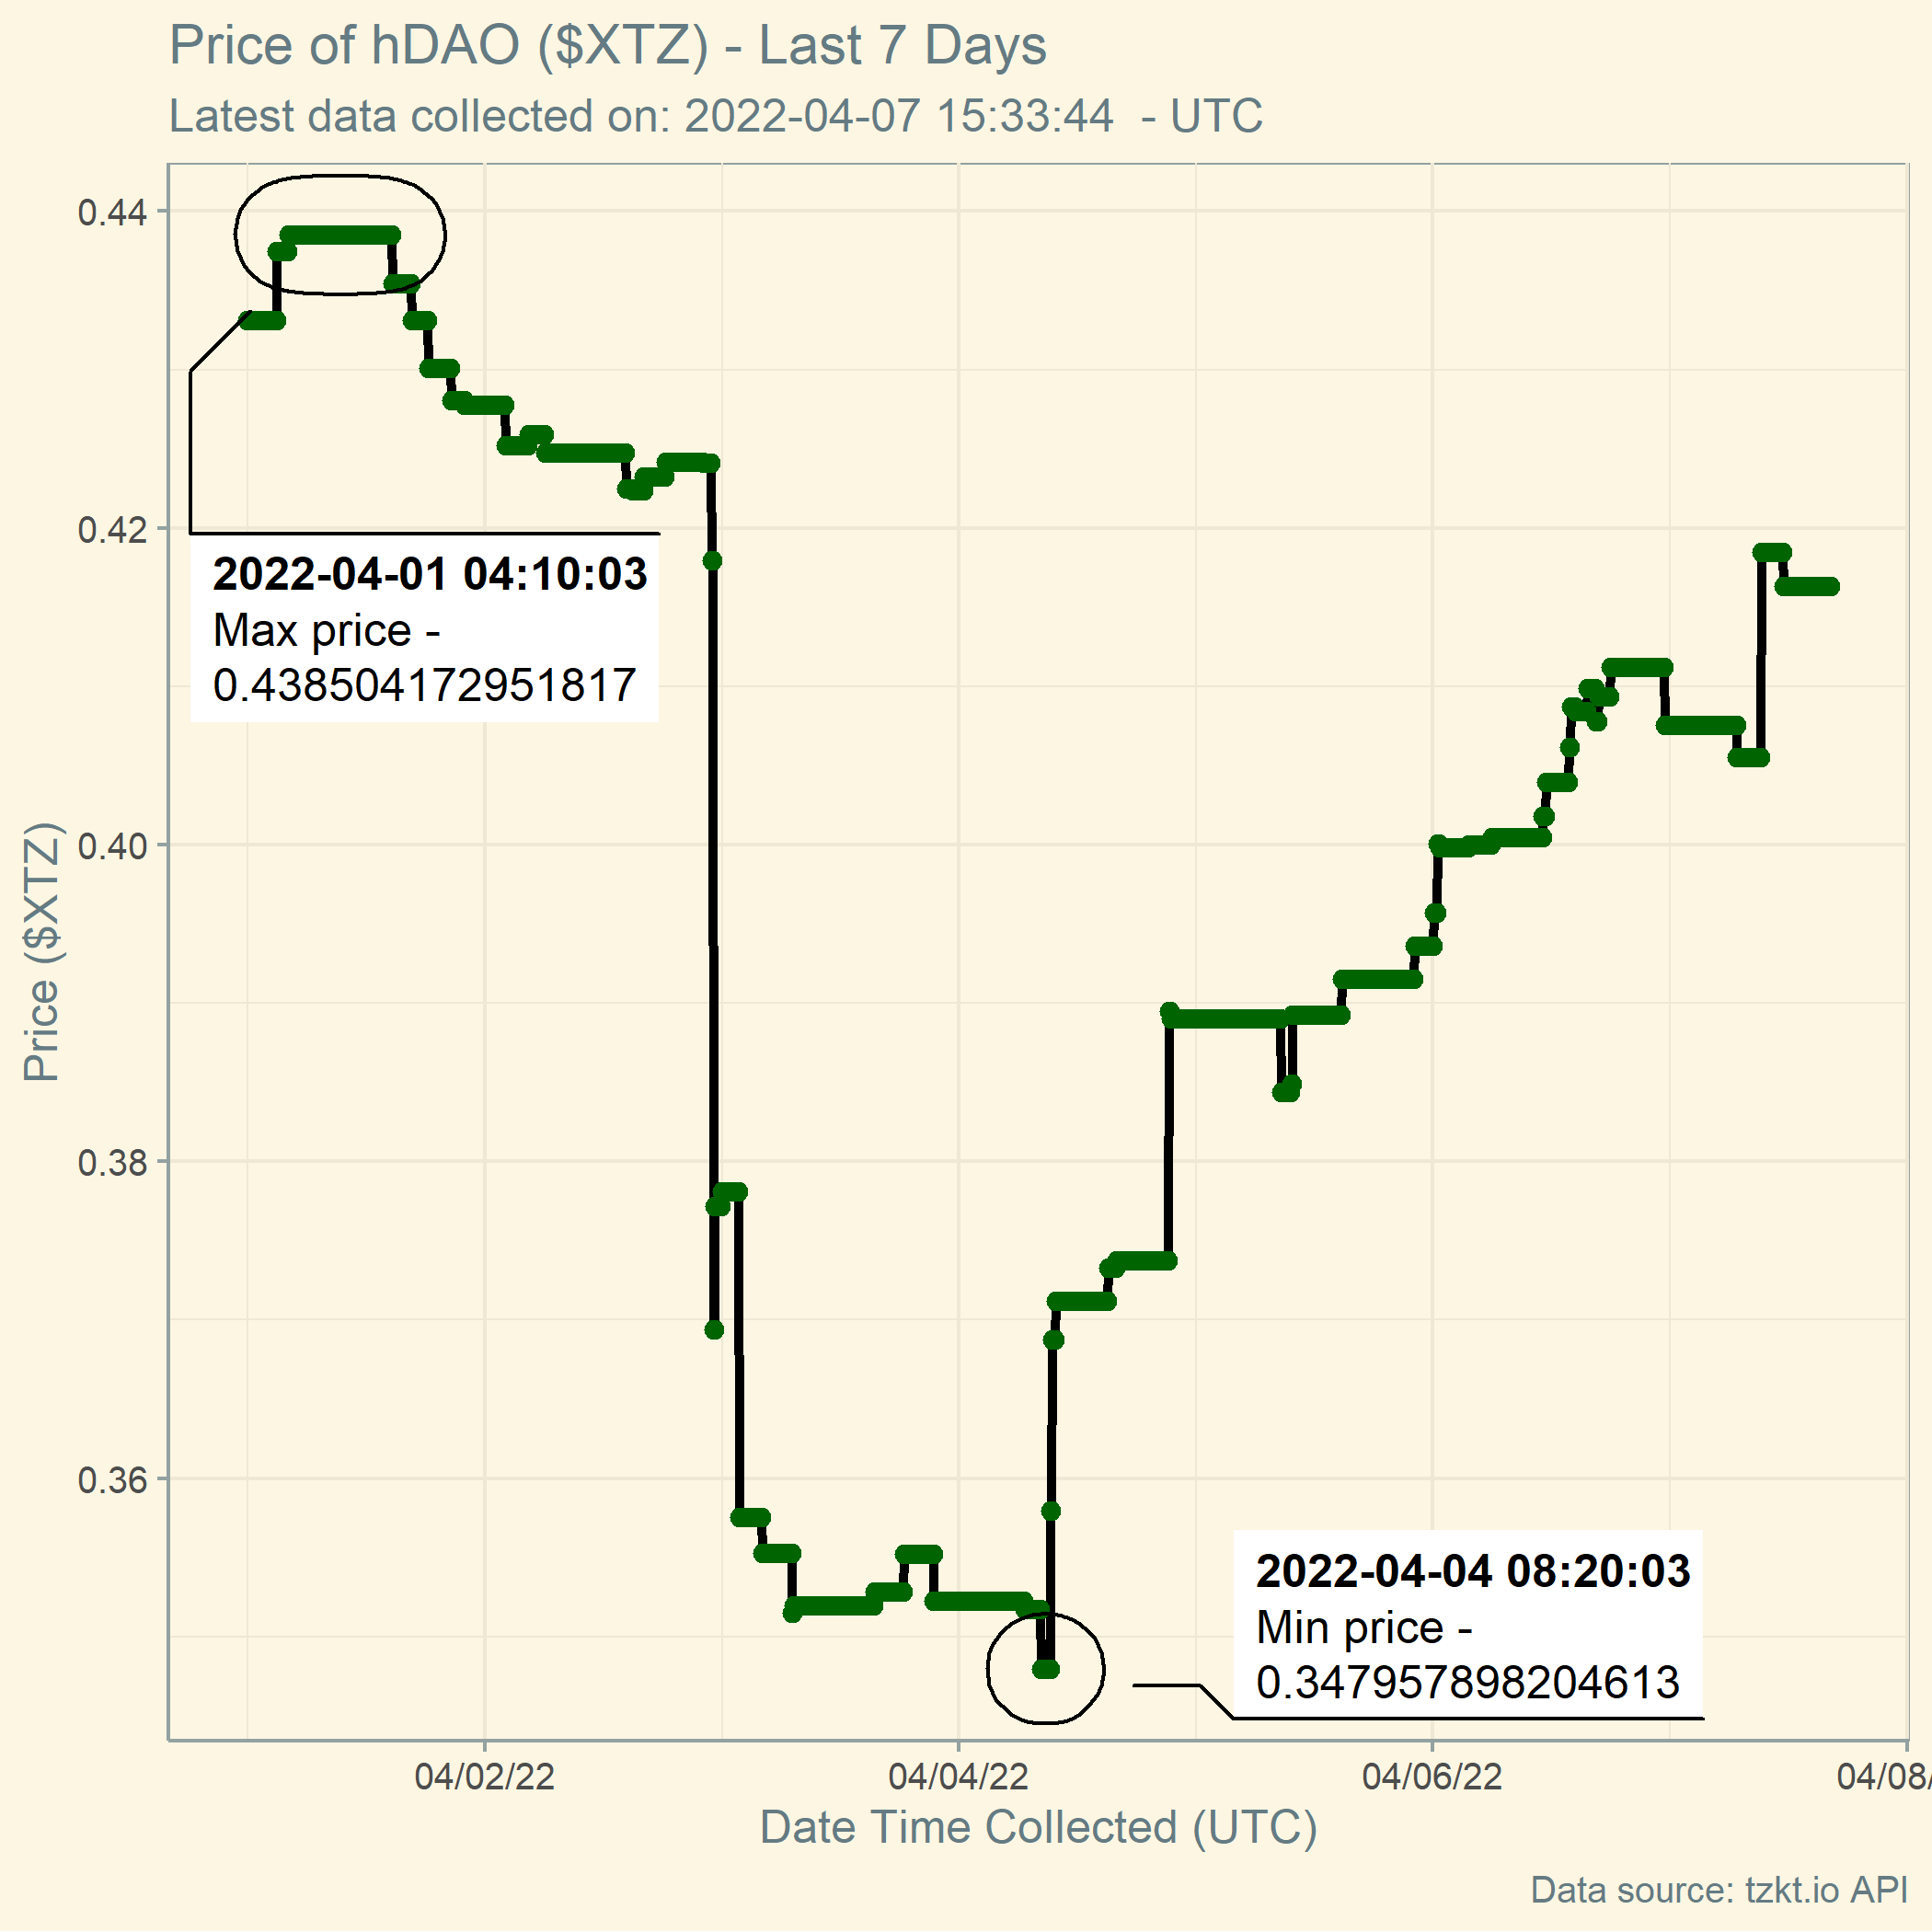 Price of hDAO ($XTZ) - Last 7 Days
Latest data collected on: 2022-04-07 15:33:44  - UTC
0.44
0.42
0.40
0.38
0.36
Price ($XTZ)
2022-04-01 04:10:03
Max price -
0.438504172951817
2022-04-04 08:20:03
Min price -
0.347957898204613
04/02/22
04/04/22
04/06/22
04/08/
Date Time Collected (UTC)
Data source: tzkt.io API